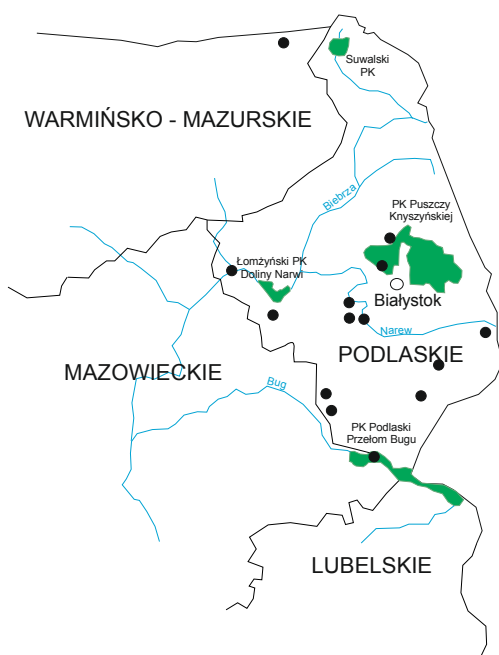 Suwalski
PK
WARMIŃSKO - MAZURSKIE
Biebrza
PK Puszczy
Knyszyńskiej
Łomżyński PK
Doliny Narwi
Białystok
Narew
PODLASKIE
MAZOWIECKIE
Bug
PK Podlaski
Przełom Bugu
LUBELSKIE